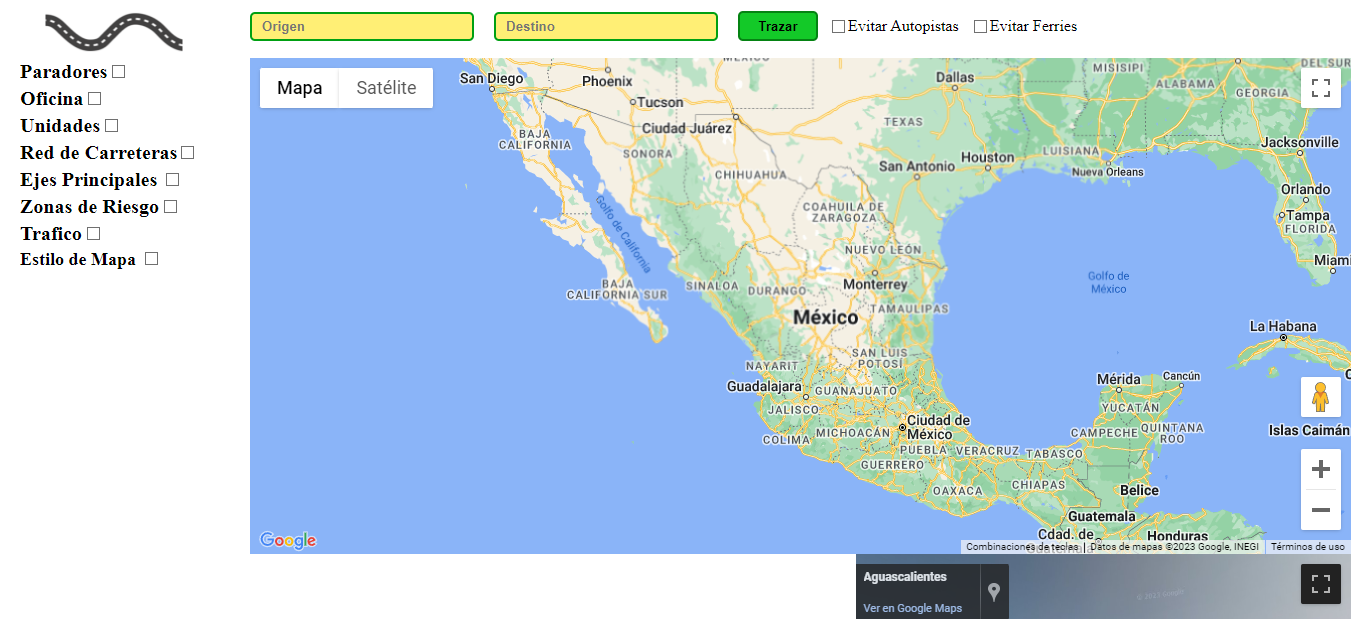 Origen
Destino
Trazar
Evitar Autopistas
Evitar Ferries
Paradores
Oficina
Unidades
Red de Carreteras
Ejes Principales
Zonas de Riesgo
Trafico
Estilo de Mapa
Mapa
Satélite
San Diego
Phoenix
Tucson
Ciudad Juárez
Dallas
MISISIPI
ALABAMA
GEORGIA
DEL SUR
TEXAS
BAJA
CALIFORNIA
SONORA
CHIHUAHUA
San Antonio
Houston
LUISIANA
Nueva Orleans
Jacksonville
Orlando
Tampa
FLORIDA
Miami
COAHUILA DE
ZARAGOZA
Golfo de California
NUEVO LEÓN
Monterrey
Golfo de
México
BAJA
CALIFORNIA SUR
SINALOA
DURANGO
México
TAMAULIPAS
La Habana
SAN LUIS
POTOSÍ
NAYARIT
Guadalajara
GUANAJUATO
Mérida
Cancún
JALISCO
YUCATÁN
COLIMA
MICHOACÁN
Ciudad de
México
CAMPECHE
QUINTANA
ROO
Islas Caimán
PUEBLA
VERACRUZ
TABASCO
GUERRERO
OAXACA
CHIAPAS
Belice
Guatemala
Cdad. de
Guatemala
Honduras
Google
Combinaciones de teclas
Datos de mapas ©2023 Google, INEGI
Términos de uso
Aguascalientes
Ver en Google Maps